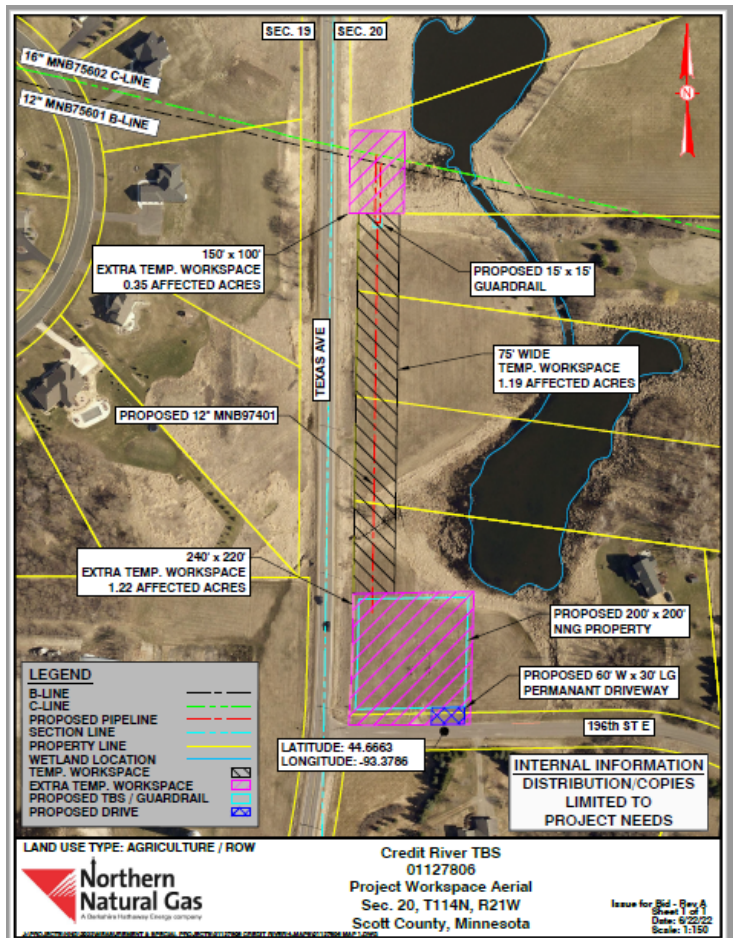 SEC. 19
SEC. 20
16" MNB75602 C-LINE
12" MNB75601 B-LINE
N
150' x 100'
EXTRA TEMP. WORKSPACE
0.35 AFFECTED ACRES
PROPOSED 15' x 15'
GUARDRAIL
TEXAS AVE
75' WIDE
TEMP. WORKSPACE
1.19 AFFECTED ACRES
PROPOSED 12" MNB97401
240' x 220'
EXTRA TEMP. WORKSPACE
1.22 AFFECTED ACRES
PROPOSED 200' x 200'
NNG PROPERTY
PROPOSED 60' W x 30' LG
PERMANANT DRIVEWAY
196th ST E
LATITUDE: 44.6663
LONGITUDE: -93.3786
LEGEND
B-LINE
C-LINE
PROPOSED PIPELINE
SECTION LINE
PROPERTY LINE
WETLAND LOCATION
TEMP. WORKSPACE
EXTRA TEMP. WORKSPACE
PROPOSED TBS / GUARDRAIL
PROPOSED DRIVE
INTERNAL INFORMATION
DISTRIBUTION/COPIES
LIMITED TO
PROJECT NEEDS
LAND USE TYPE: AGRICULTURE / ROW
Northern
Natural Gas
A Berkshire Hathaway Energy company
Credit River TBS
01127806
Project Workspace Aerial
Sec. 20, T114N, R21W
Scott County, Minnesota
Issue for Bid - Rev A
Sheet 1 of 1
Date: 6/22/22
Scale: 1:150